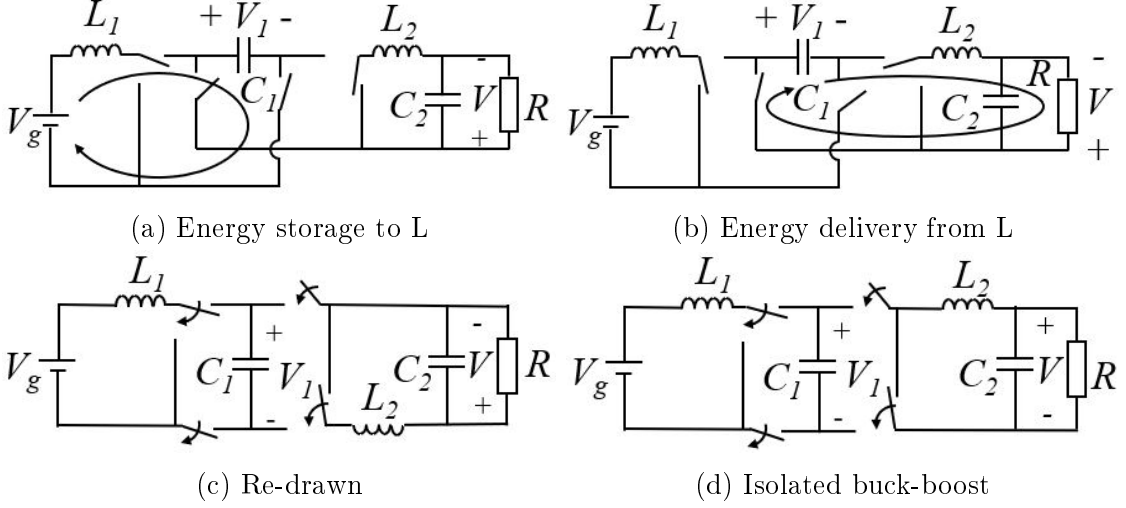 L1 + V1 - L2
Vg C1 C2 - V + R
(a) Energy storage to L
L1 + V1 - L2
Vg C1 C2 R - V +
(b) Energy delivery from L
L1
Vg C1 + V1 - L2 C2 - V + R
(c) Re-drawn
L1 L2
Vg C1 + V1 - C2 + V - R
(d) Isolated buck-boost